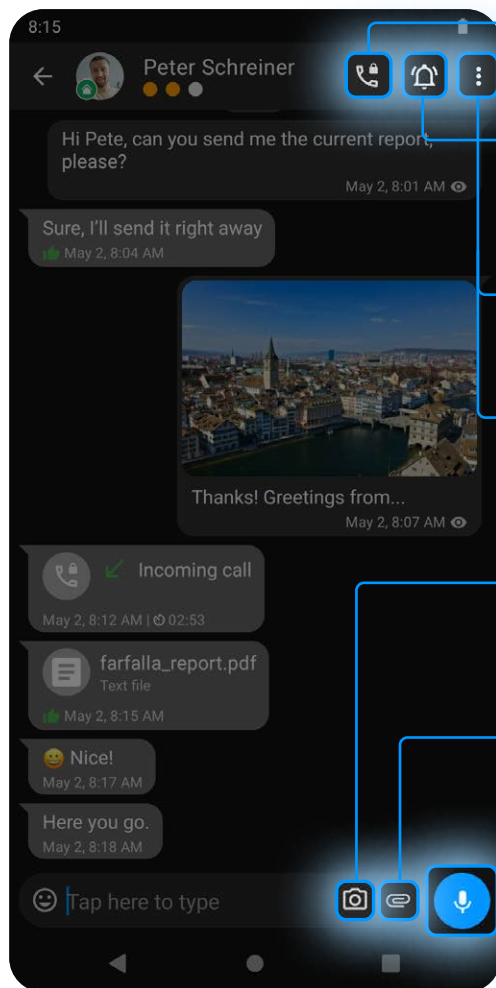 8:15
Peter Schreiner
Hi Pete, can you send me the current report,
please?
May 2, 8:01 AM
Sure, I'll send it right away
May 2, 8:04 AM
Thanks! Greetings from...
May 2, 8:07 AM
Incoming call
May 2, 8:12 AM | 02:53
farfalla_report.pdf
Text file
May 2, 8:15 AM
😀 Nice!
May 2, 8:17 AM
Here you go.
May 2, 8:18 AM
Tap here to type